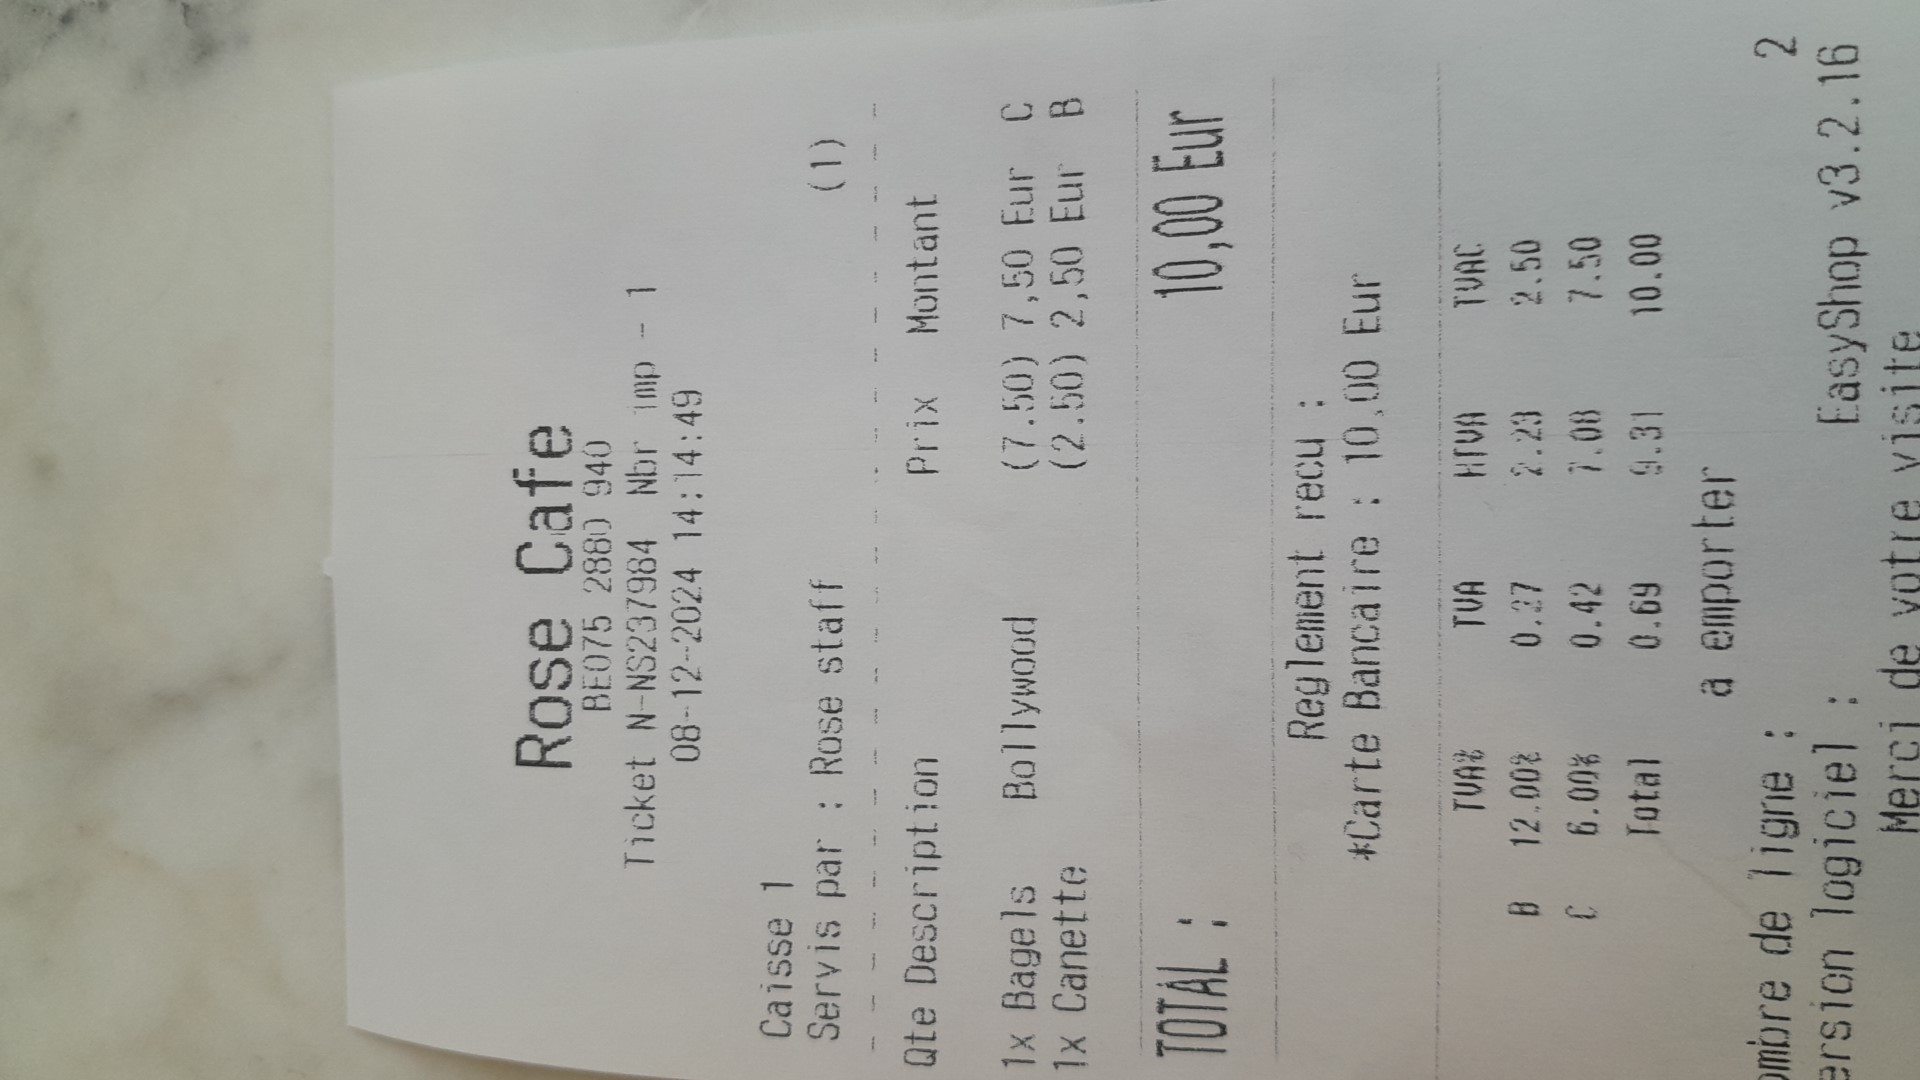 Rose Cafe
BE075 2880 940
Ticket N-NS237984 Nbr imp - 1
08-12-2024 14:14:49
Caisse 1
Servis par : Rose staff (1)
Qte Description Prix Montant
1x Bagels Bollywood (7.50) 7,50 Eur C
1x Canette (2.50) 2,50 Eur B
TOTAL : 10,00 Eur
Reglement recu :
*Carte Bancaire : 10,00 Eur
TVA% TVA HTVA TVAC
B 12.00% 0.27 2.23 2.50
C 6.00% 0.42 7.08 7.50
Total 0.69 9.31 10.00
a emporter
ombre de ligne : 2
ersion logiciel : EasyShop v3.2.16
Merci de votre visite